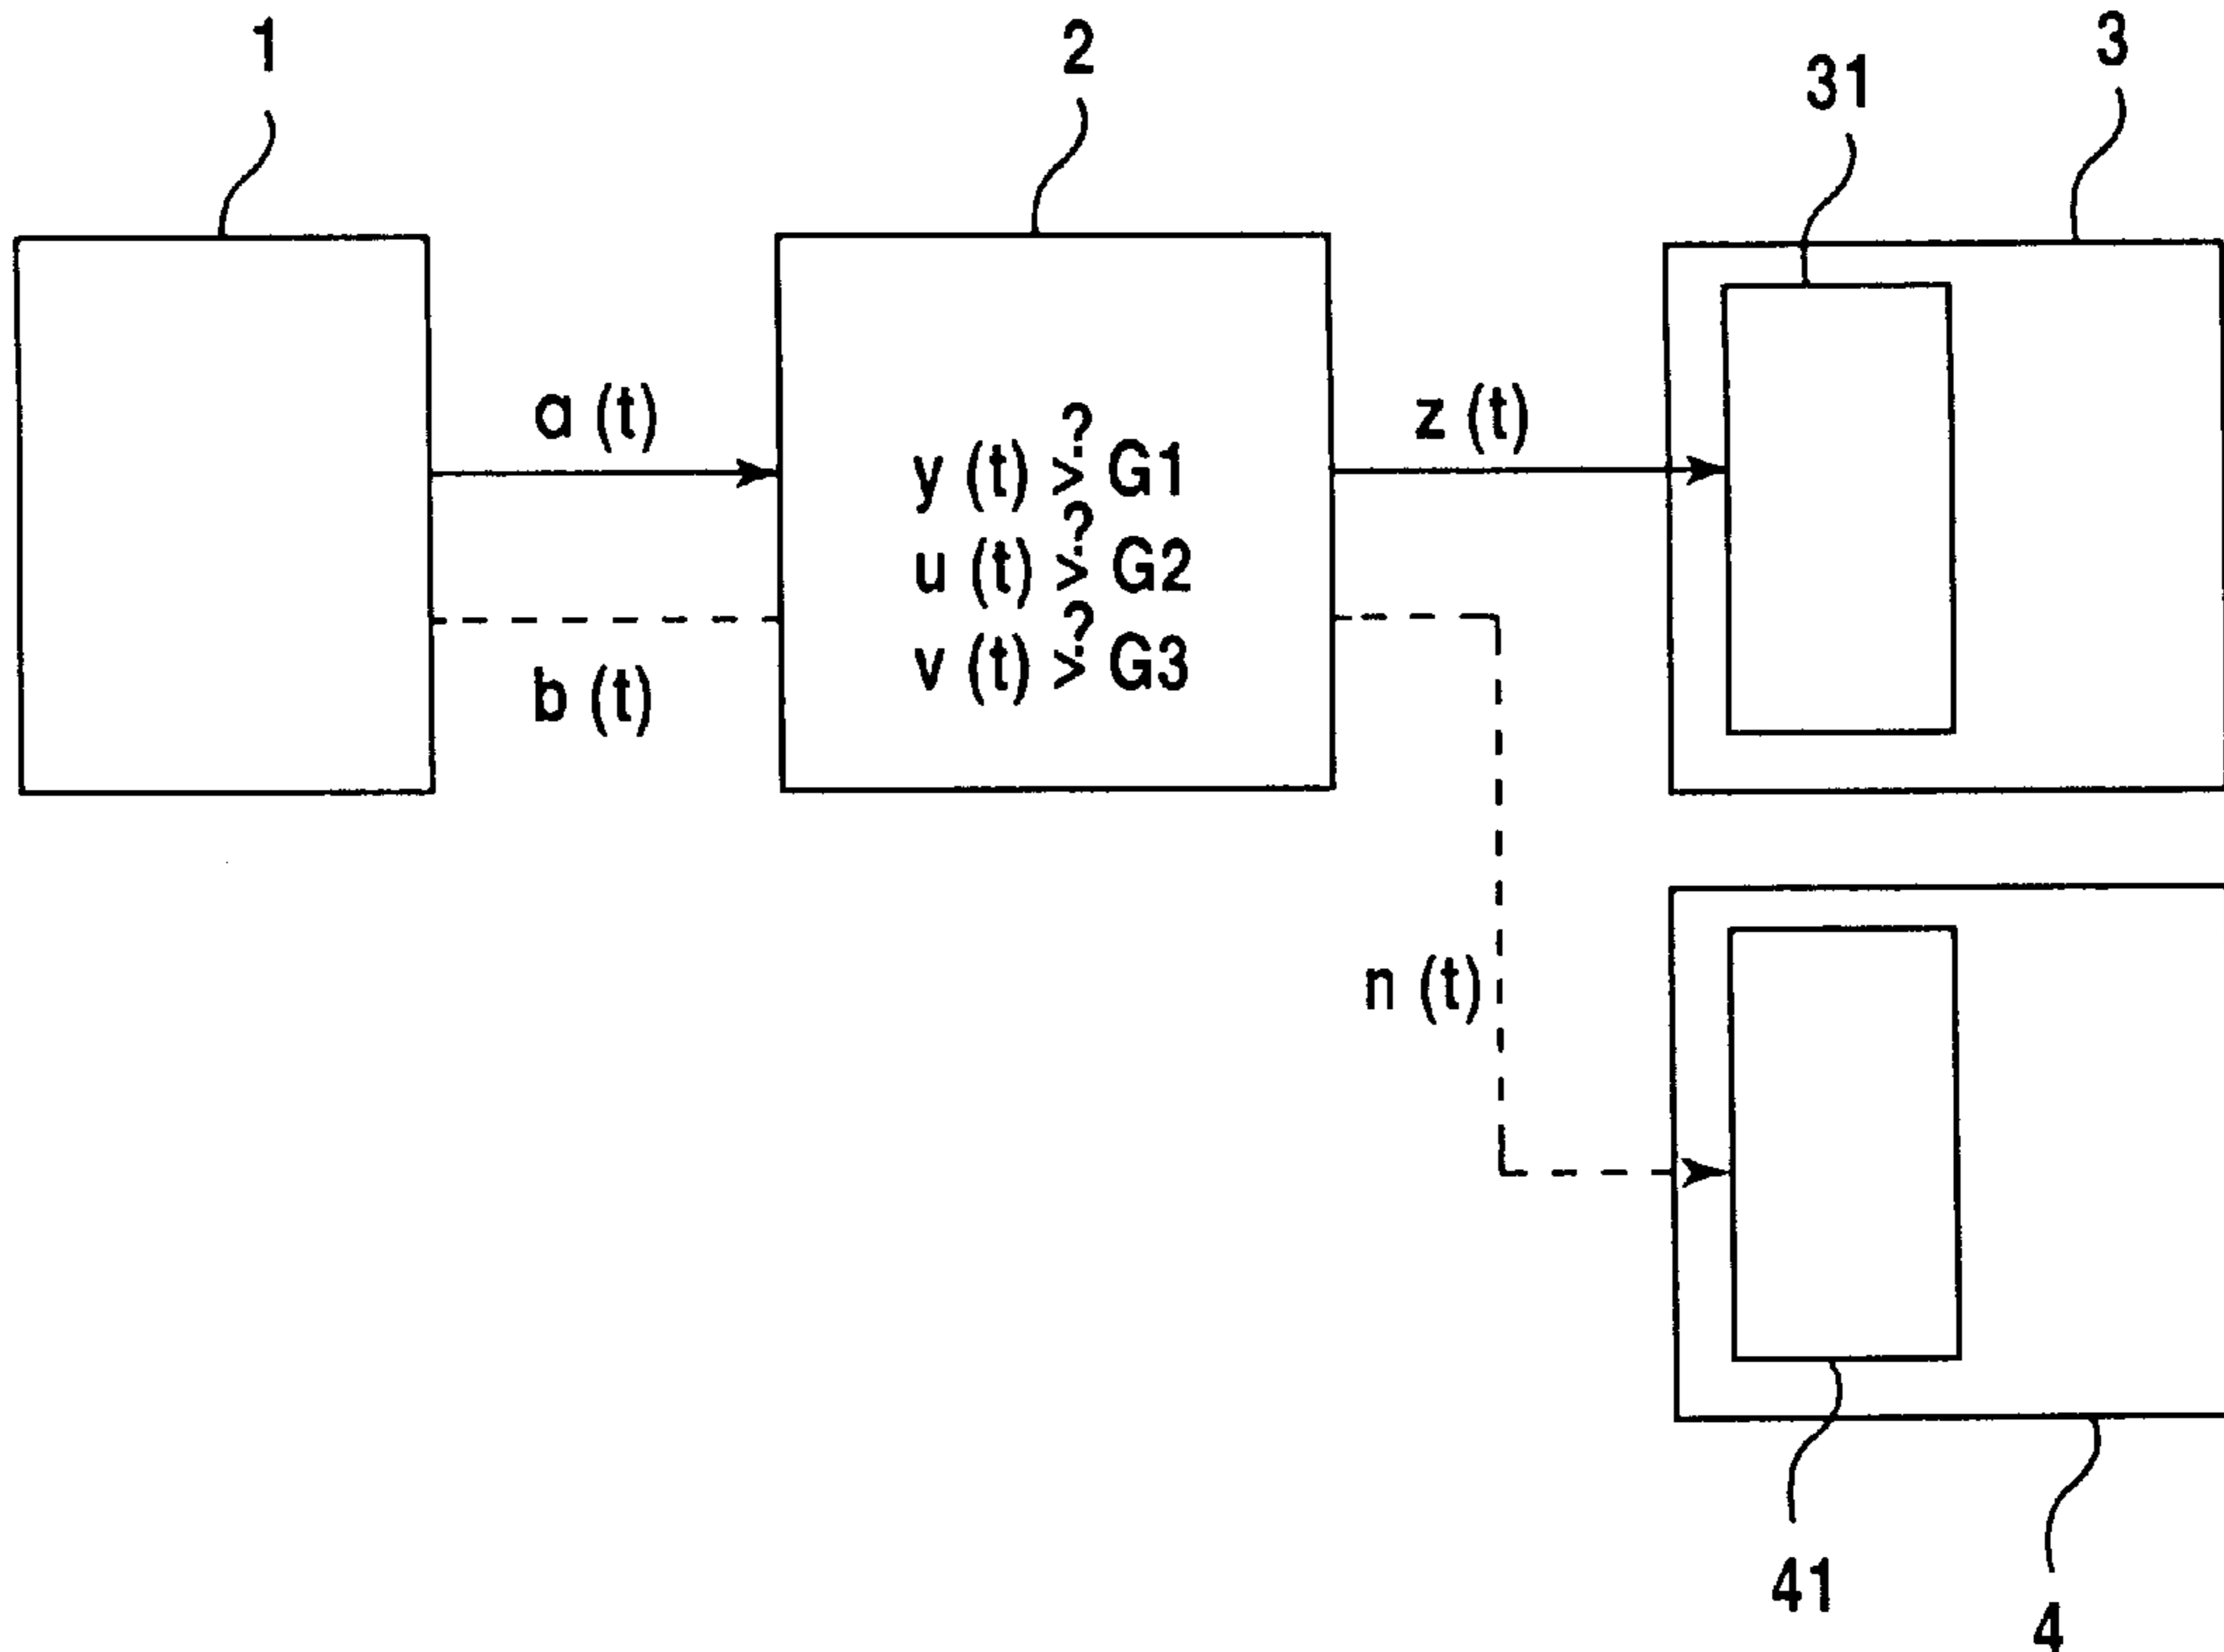 1
2
3
31
a (t)
z (t)
y (t) >? G1
u (t) >? G2
v (t) >? G3
b (t)
n (t)
41
4